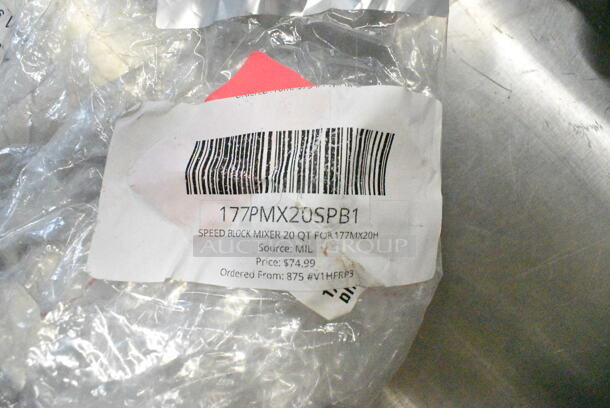 177PMX20SPB1
SPEED BLOCK MIXER 20 QT FOR 177MX20H
Source: MIL
Price: $74.99
Ordered From: 875 #V1HFRP3